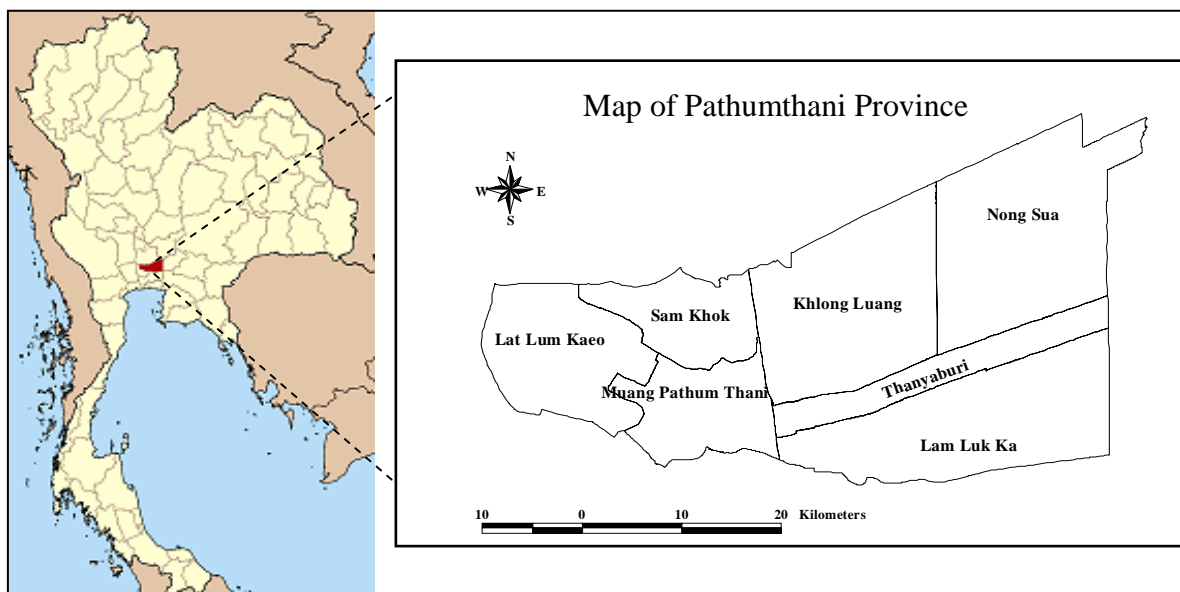 Map of Pathumthani Province
N
W E
S
Nong Sua
Khlong Luang
Sam Khok
Lat Lum Kaeo
Thanyaburi
Muang Pathum Thani
Lam Luk Ka
10 0 10 20 Kilometers